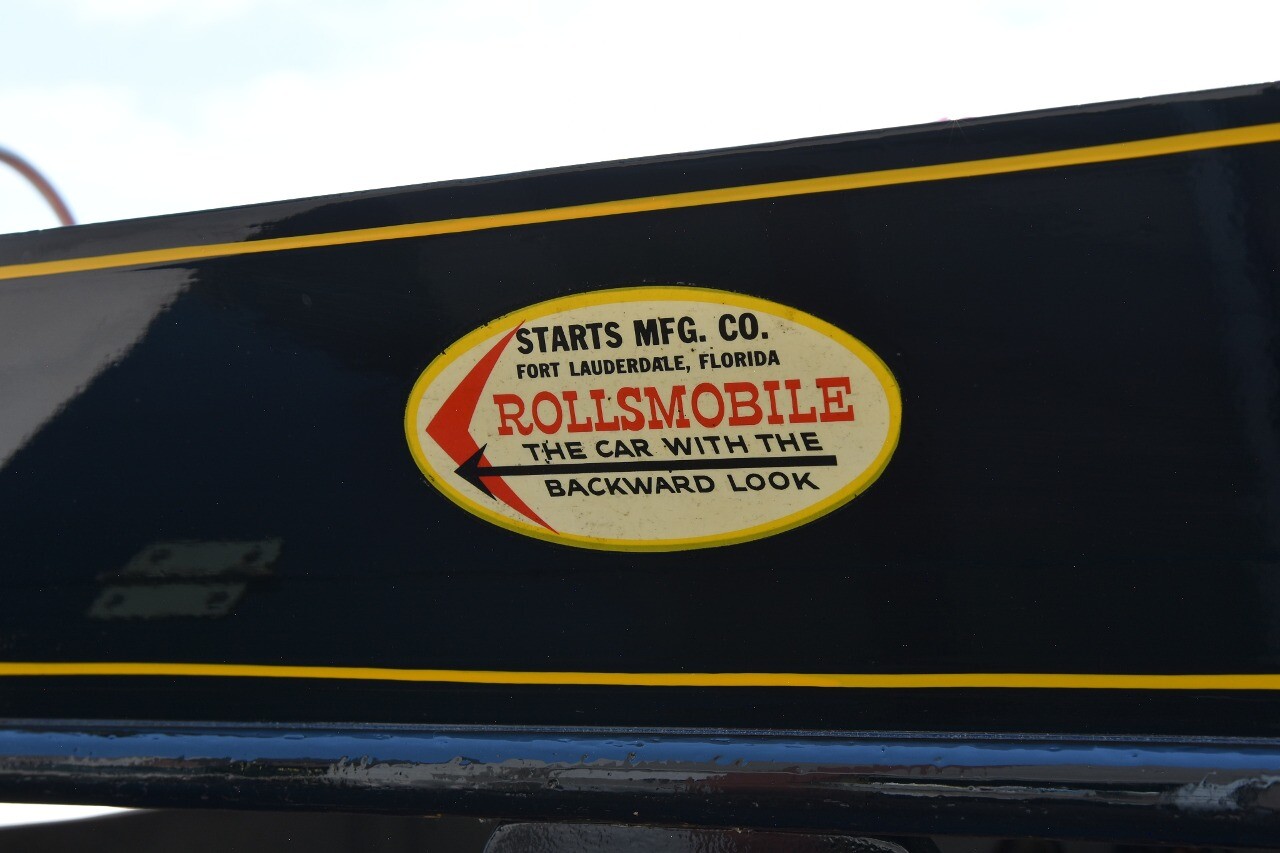 STARTS MFG. CO.
FORT LAUDERDALE, FLORIDA
ROLLSMOBILE
THE CAR WITH THE
BACKWARD LOOK